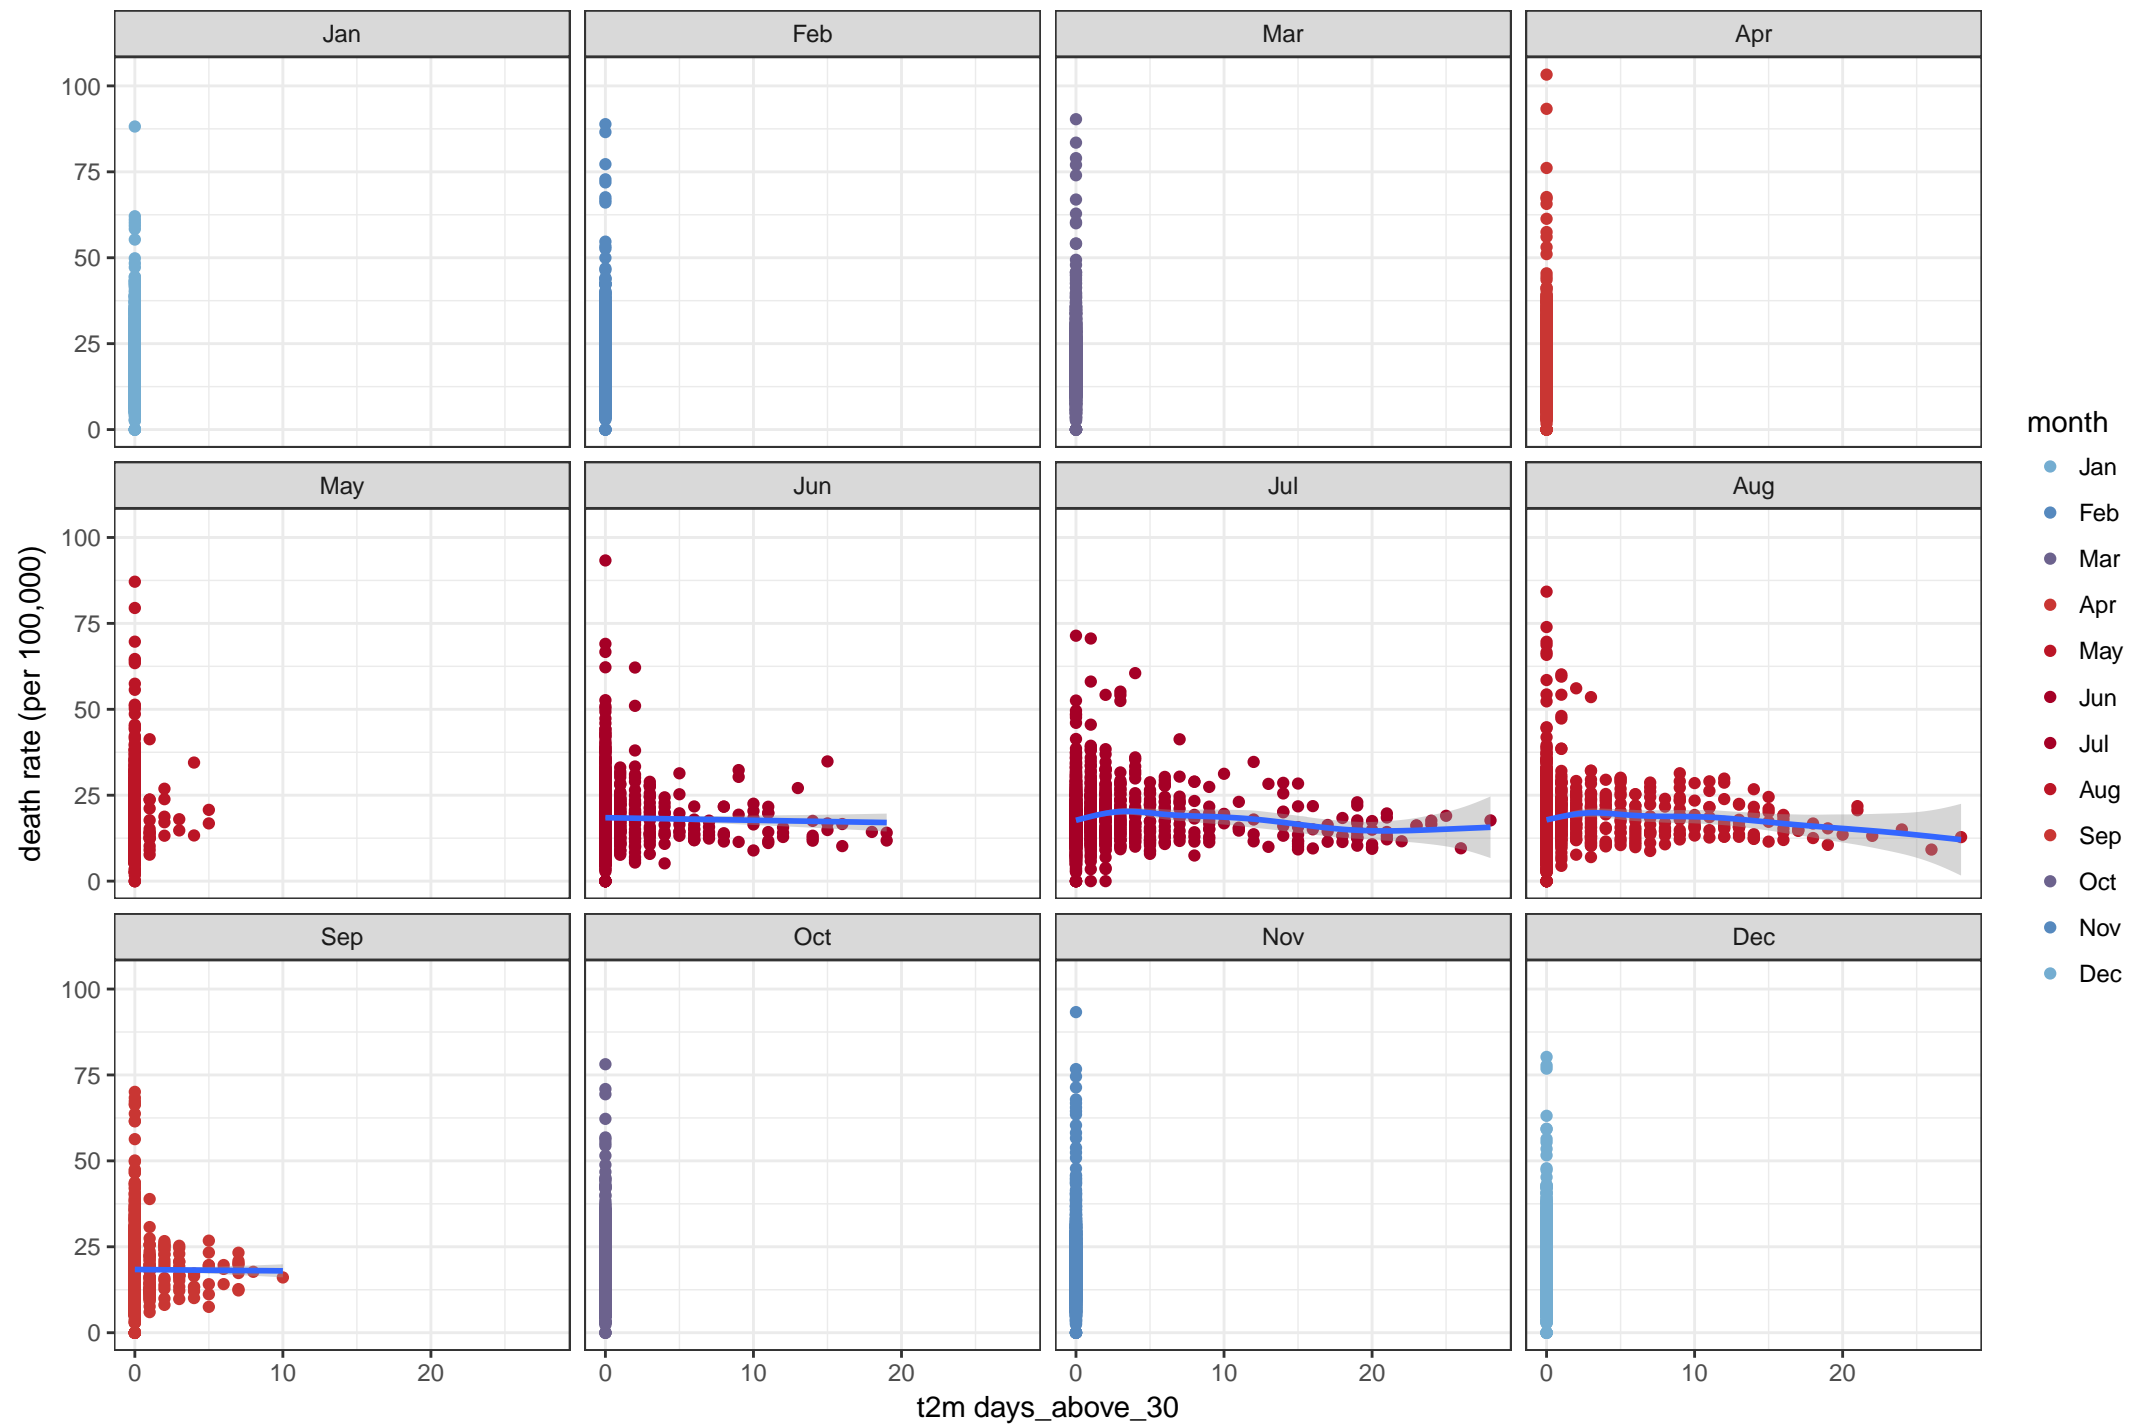 Jan Feb Mar Apr
100
75
50
25
0
May Jun Jul Aug
100
75
50
25
0
Sep Oct Nov Dec
100
75
50
25
0
0 10 20 0 10 20 0 10 20 0 10 20
t2m days_above_30
death rate (per 100,000)
month
Jan
Feb
Mar
Apr
May
Jun
Jul
Aug
Sep
Oct
Nov
Dec